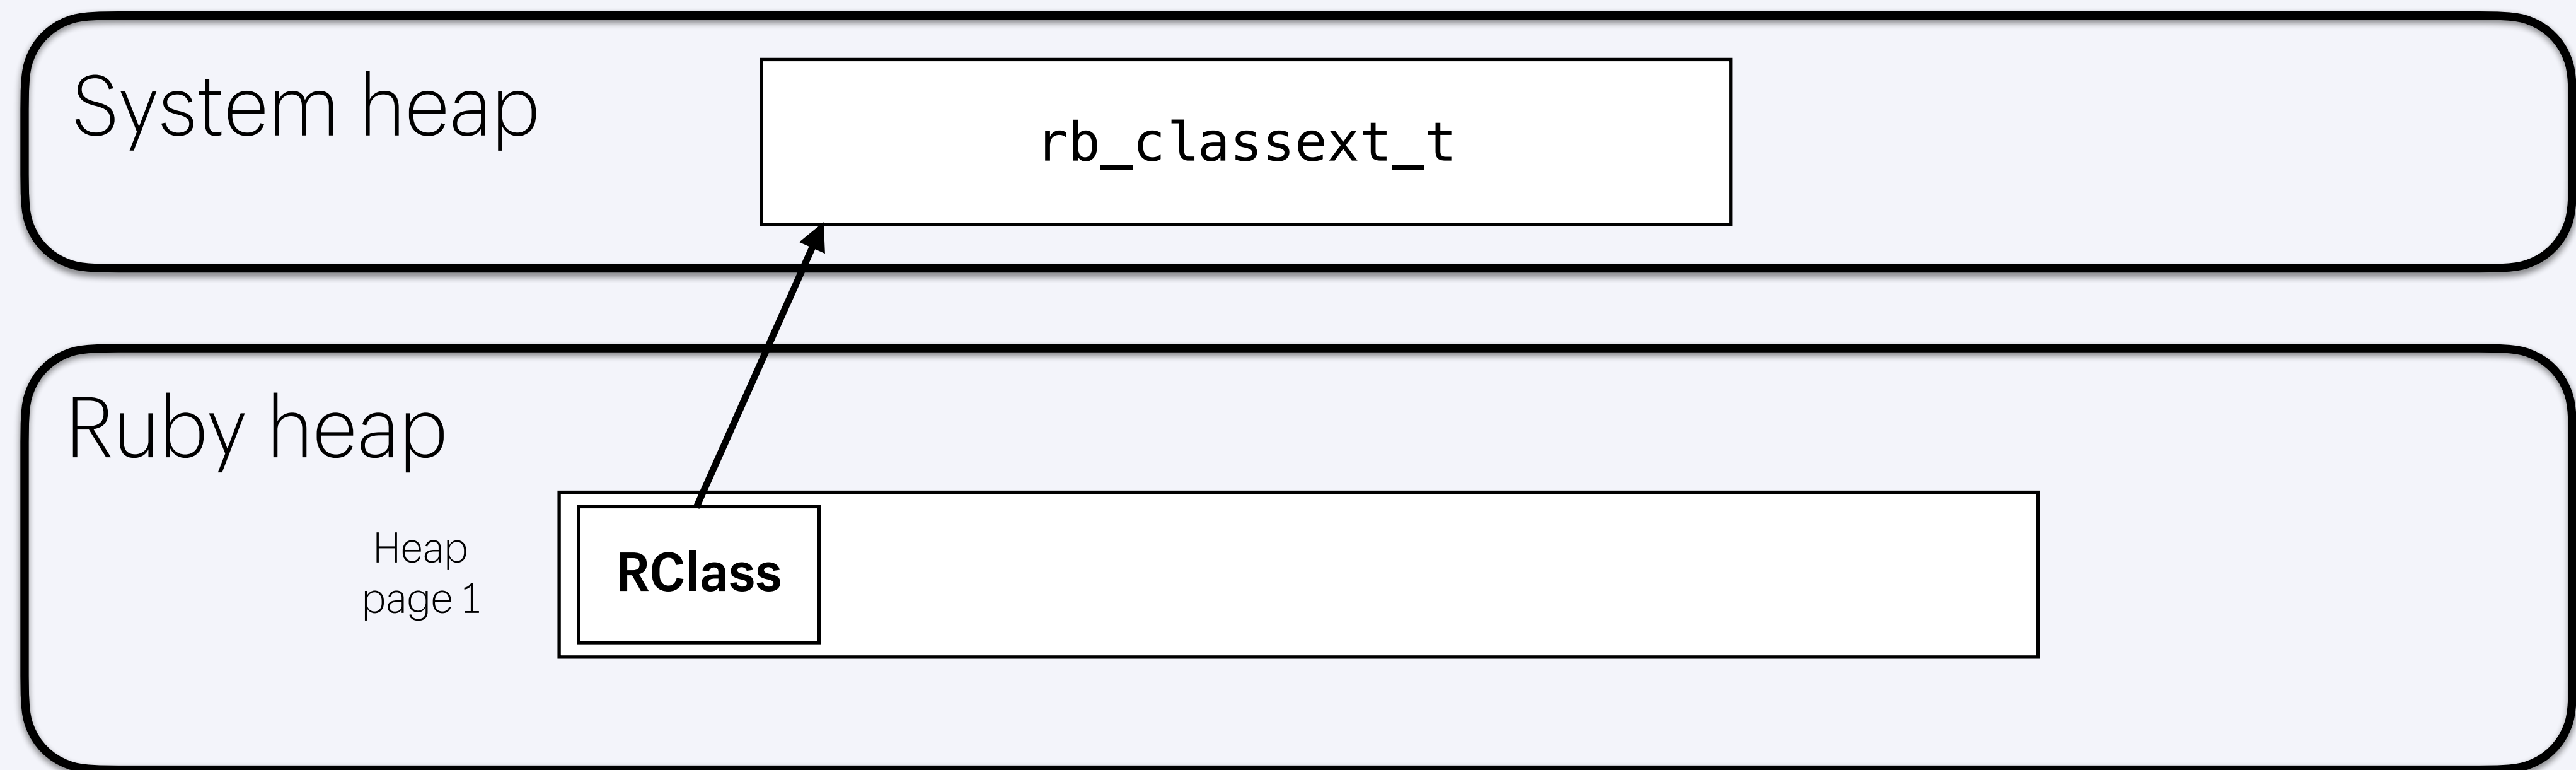 System heap
rb_classext_t
Ruby heap
Heap
page 1
RClass